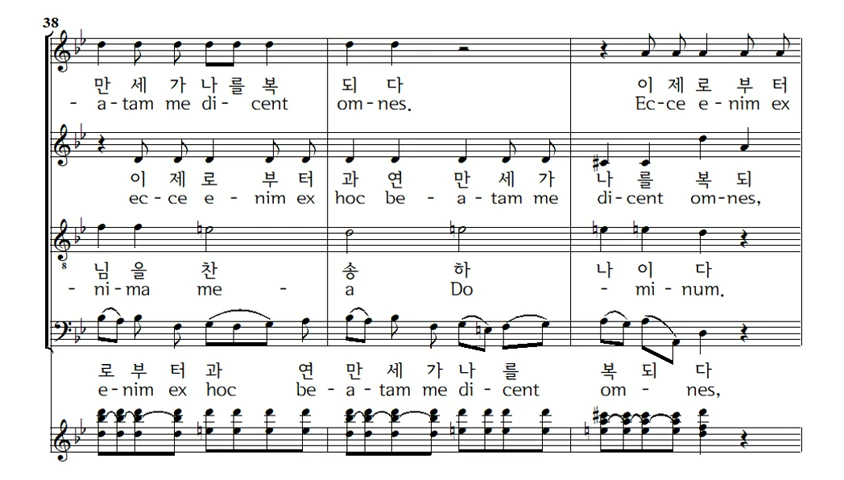 38
만 세 가 나 를 복 되 다 이 제 로 부 터
- a - tam me di - cent om - nes. Ec - ce e - nim ex
이 제 로 부 터 과 연 만 세 가 나 를 복 되
ec - ce e - nim ex hoc be - a - tam me di - cent om - nes,
8
님 을 찬 송 하 나 이 다
- ni - ma me - a Do - mi - num.
로 부 터 과 연 만 세 가 나 를 복 되 다
e - nim ex hoc be - a - tam me di - cent om - nes,